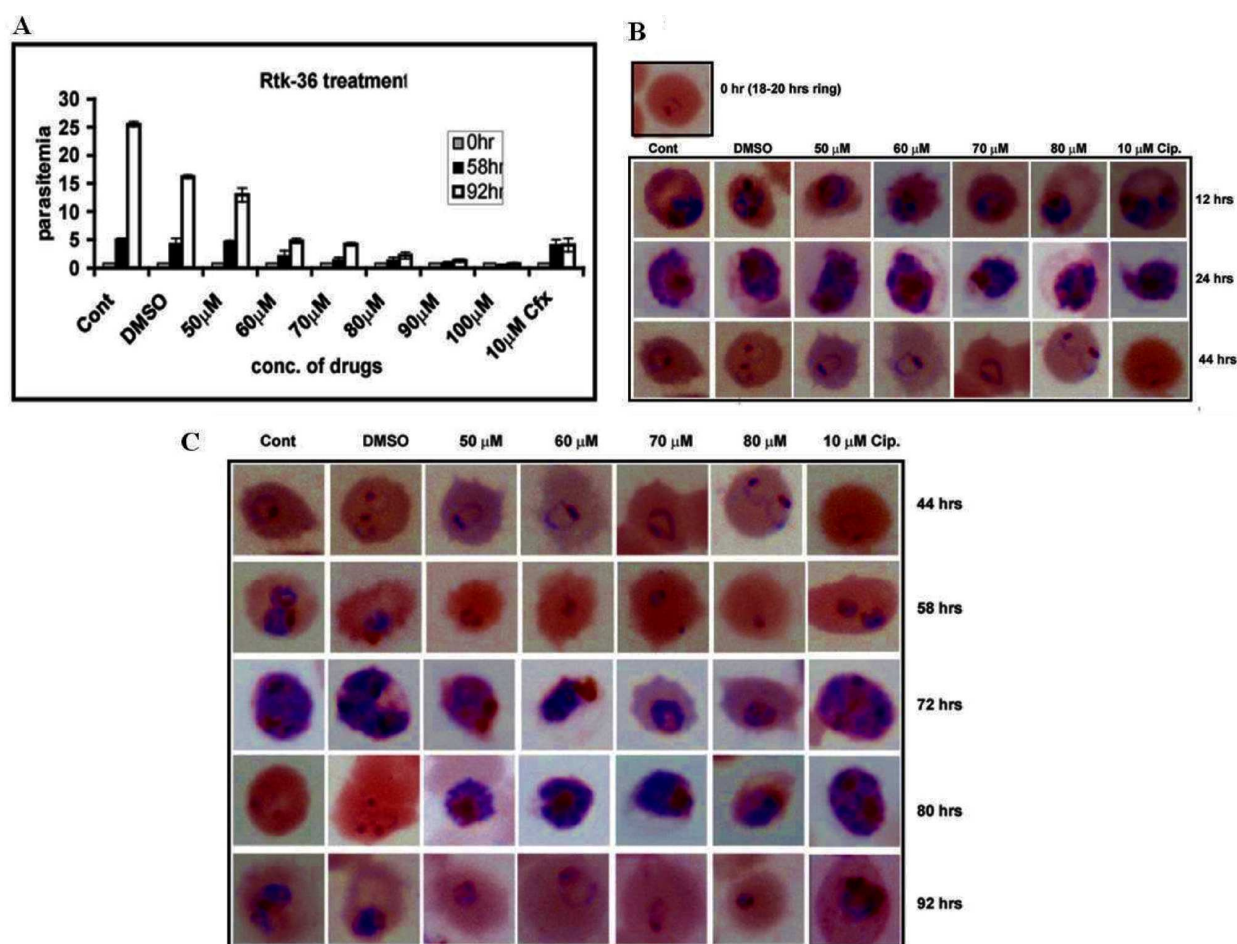 A
Rtk-36 treatment
parasitemia
30
25
20
15
10
5
0
0hr
58hr
92hr
Cont
DMSO
50μM
60μM
70μM
80μM
90μM
100μM
10μM Cfx
conc. of drugs
B
0 hr (18-20 hrs ring)
Cont DMSO 50 μM 60 μM 70 μM 80 μM 10 μM Cip.
12 hrs
24 hrs
44 hrs
C
Cont DMSO 50 μM 60 μM 70 μM 80 μM 10 μM Cip.
44 hrs
58 hrs
72 hrs
80 hrs
92 hrs